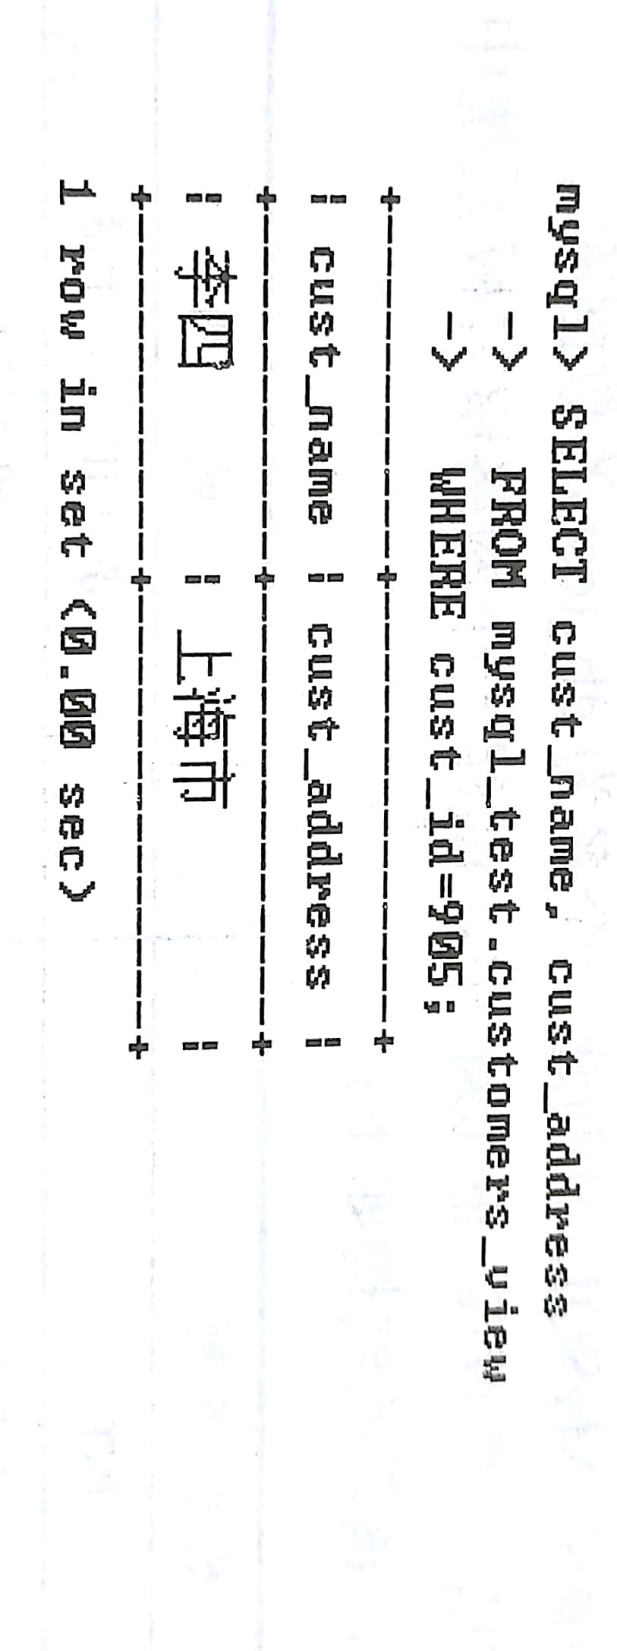 mysql> SELECT cust_name, cust_address
    ->     FROM mysql_test.customers_view
    ->     WHERE cust_id=905;
+-----------+--------------+
| cust_name | cust_address |
+-----------+--------------+
| 李四      | 上海市       |
+-----------+--------------+
1 row in set (0.00 sec)